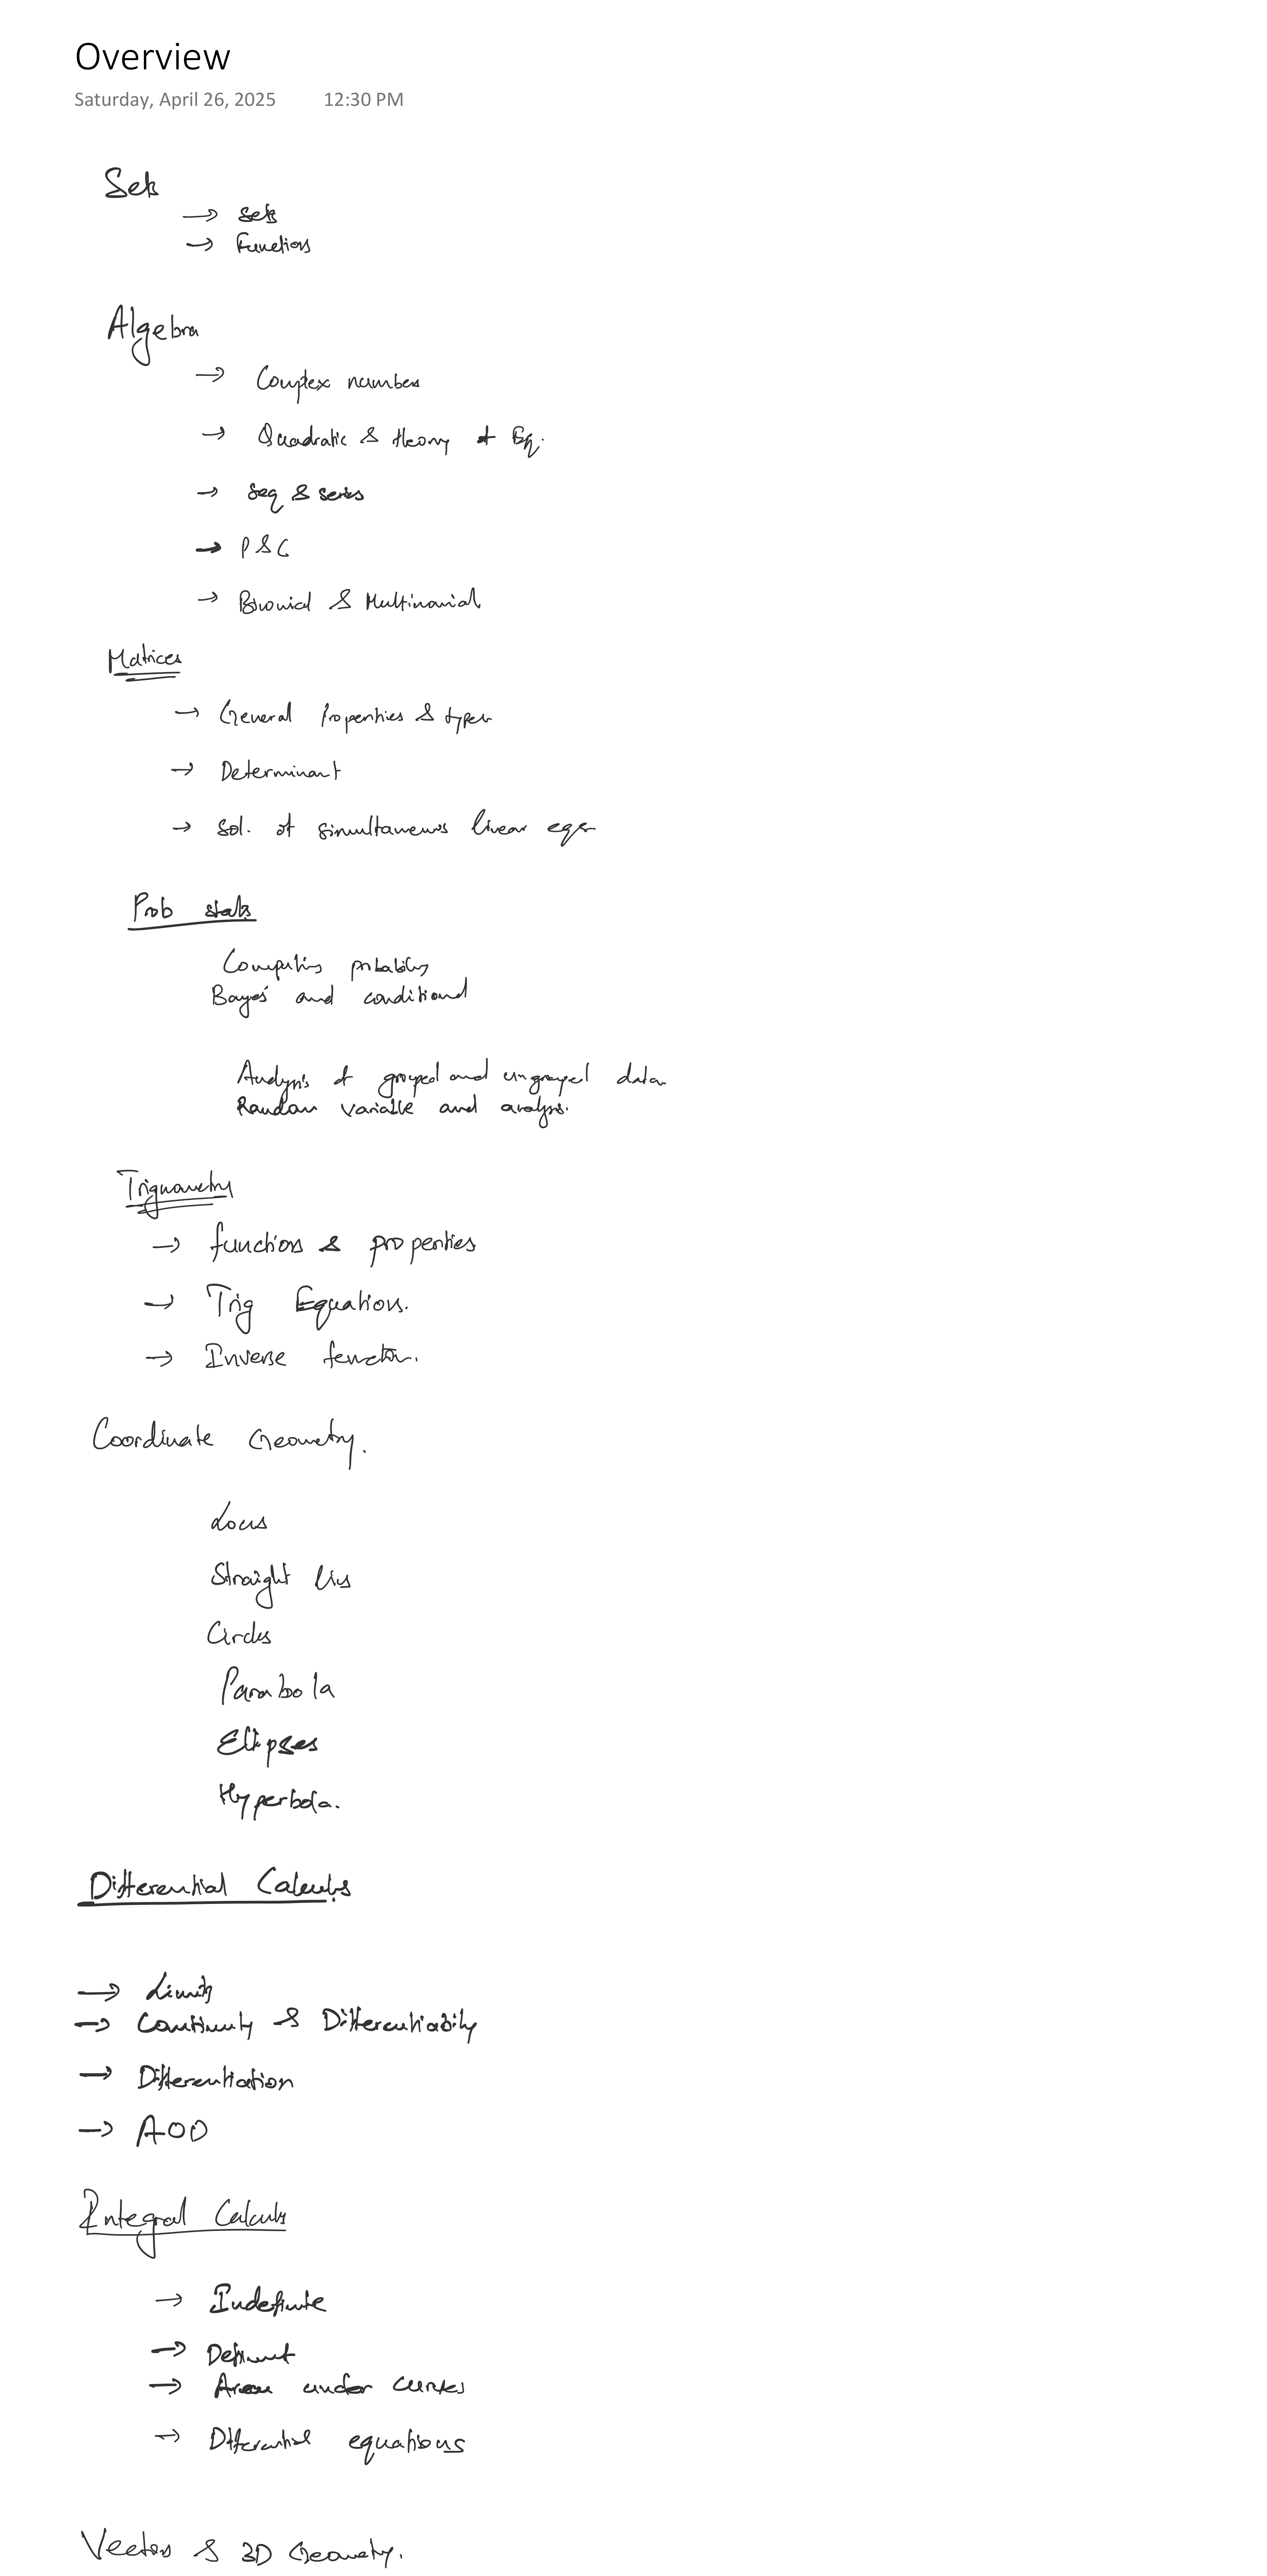 Overview
Saturday, April 26, 2025 12:30 PM
Sets
→ Sets
→ Functions
Algebra
→ Complex numbers
→ Quadratic & theory of Eq.
→ Seq & series
→ P & C
→ Binomial & Multinomial
Matrices
→ General Properties & types
→ Determinant
→ Sol. of simultaneous linear eqn
Prob stats
Computing probability
Bayes' and conditional
Analysis of grouped and ungrouped data
Random variable and analysis.
Trignometry
→ functions & properties
→ Trig Equations.
→ Inverse function.
Coordinate Geometry.
Locus
Straight lines
Circles
Parabola
Ellipses
Hyperbola.
Differential Calculus
→ Limits
→ Continuity & Differentiability
→ Differentiation
→ AOD
Integral Calculus
→ Indefinite
→ Definite
→ Area under curves
→ Differential equations
Vectors & 3D Geometry.